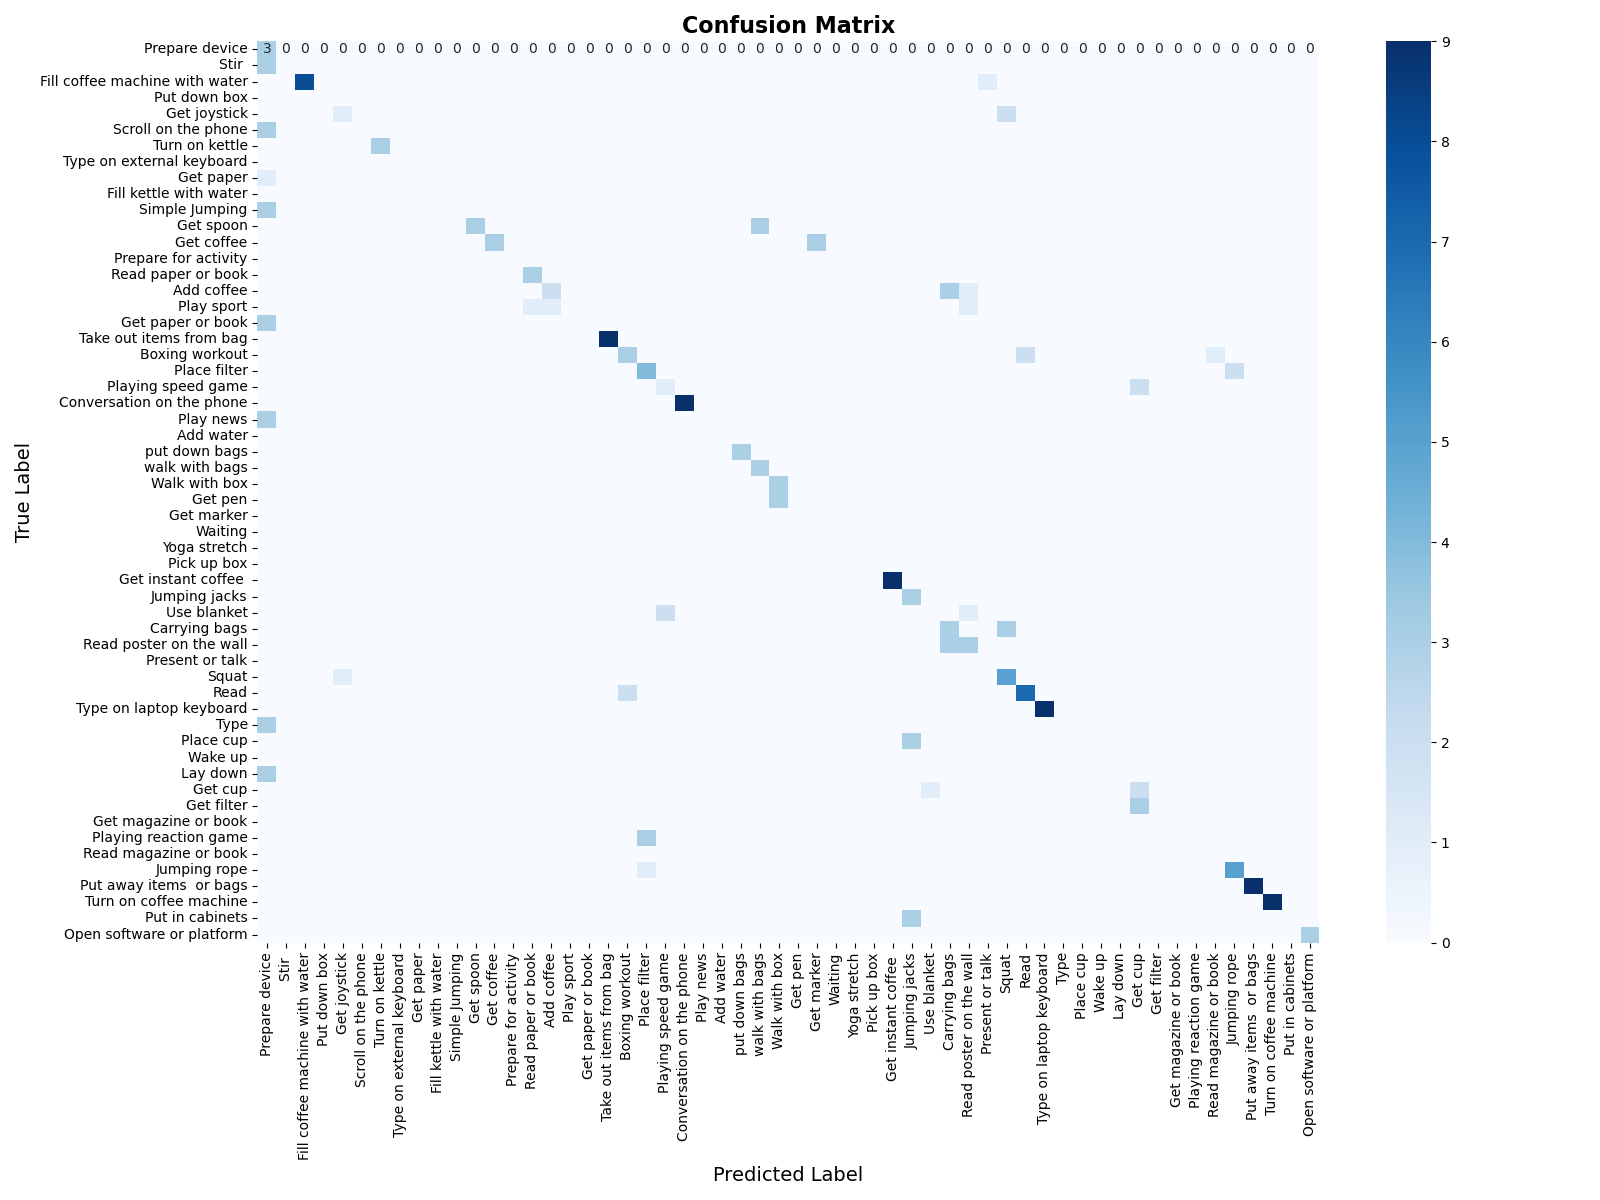 Confusion Matrix
True Label
Prepare device
Stir
Fill coffee machine with water
Put down box
Get joystick
Scroll on the phone
Turn on kettle
Type on external keyboard
Get paper
Fill kettle with water
Simple Jumping
Get spoon
Get coffee
Prepare for activity
Read paper or book
Add coffee
Play sport
Get paper or book
Take out items from bag
Boxing workout
Place filter
Playing speed game
Conversation on the phone
Play news
Add water
put down bags
walk with bags
Walk with box
Get pen
Get marker
Waiting
Yoga stretch
Pick up box
Get instant coffee
Jumping jacks
Use blanket
Carrying bags
Read poster on the wall
Present or talk
Squat
Read
Type on laptop keyboard
Type
Place cup
Wake up
Lay down
Get cup
Get filter
Get magazine or book
Playing reaction game
Read magazine or book
Jumping rope
Put away items  or bags
Turn on coffee machine
Put in cabinets
Open software or platform
3 0 0 0 0 0 0 0 0 0 0 0 0 0 0 0 0 0 0 0 0 0 0 0 0 0 0 0 0 0 0 0 0 0 0 0 0 0 0 0 0 0 0 0 0 0 0 0 0 0 0 0 0 0 0 0
Prepare device
Stir
Fill coffee machine with water
Put down box
Get joystick
Scroll on the phone
Turn on kettle
Type on external keyboard
Get paper
Fill kettle with water
Simple Jumping
Get spoon
Get coffee
Prepare for activity
Read paper or book
Add coffee
Play sport
Get paper or book
Take out items from bag
Boxing workout
Place filter
Playing speed game
Conversation on the phone
Play news
Add water
put down bags
walk with bags
Walk with box
Get pen
Get marker
Waiting
Yoga stretch
Pick up box
Get instant coffee
Jumping jacks
Use blanket
Carrying bags
Read poster on the wall
Present or talk
Squat
Read
Type on laptop keyboard
Type
Place cup
Wake up
Lay down
Get cup
Get filter
Get magazine or book
Playing reaction game
Read magazine or book
Jumping rope
Put away items  or bags
Turn on coffee machine
Put in cabinets
Open software or platform
Predicted Label
9
8
7
6
5
4
3
2
1
0